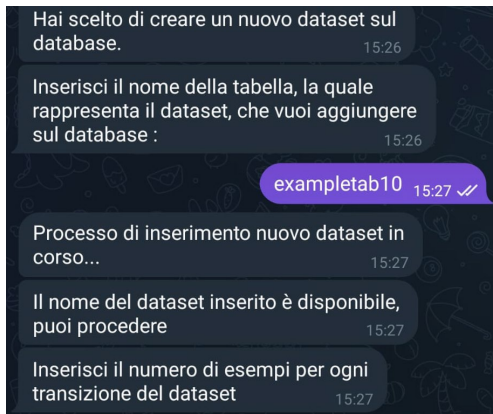 Hai scelto di creare un nuovo dataset sul
database.
15:26
Inserisci il nome della tabella, la quale
rappresenta il dataset, che vuoi aggiungere
sul database :
15:26
exampletab10 15:27
Processo di inserimento nuovo dataset in
corso...
15:27
Il nome del dataset inserito è disponibile,
puoi procedere
15:27
Inserisci il numero di esempi per ogni
transizione del dataset
15:27